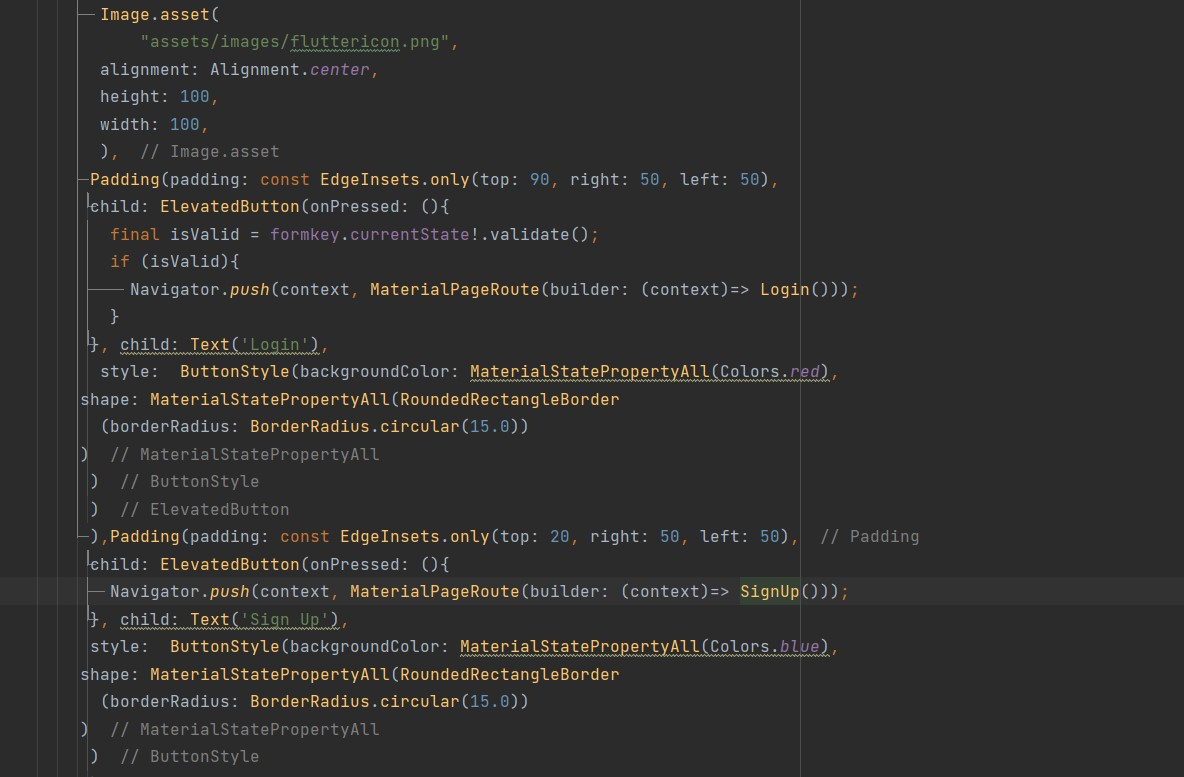 Image.asset(
"assets/images/fluttericon.png",
alignment: Alignment.center,
height: 100,
width: 100,
),  // Image.asset
Padding(padding: const EdgeInsets.only(top: 90, right: 50, left: 50),
child: ElevatedButton(onPressed: (){
final isValid = formkey.currentState!.validate();
if (isValid){
Navigator.push(context, MaterialPageRoute(builder: (context)=> Login()));
}
}, child: Text('Login'),
style:  ButtonStyle(backgroundColor: MaterialStatePropertyAll(Colors.red),
shape: MaterialStatePropertyAll(RoundedRectangleBorder
(borderRadius: BorderRadius.circular(15.0))
)  // MaterialStatePropertyAll
)  // ButtonStyle
)  // ElevatedButton
),Padding(padding: const EdgeInsets.only(top: 20, right: 50, left: 50),  // Padding
child: ElevatedButton(onPressed: (){
Navigator.push(context, MaterialPageRoute(builder: (context)=> SignUp()));
}, child: Text('Sign Up'),
style:  ButtonStyle(backgroundColor: MaterialStatePropertyAll(Colors.blue),
shape: MaterialStatePropertyAll(RoundedRectangleBorder
(borderRadius: BorderRadius.circular(15.0))
)  // MaterialStatePropertyAll
)  // ButtonStyle